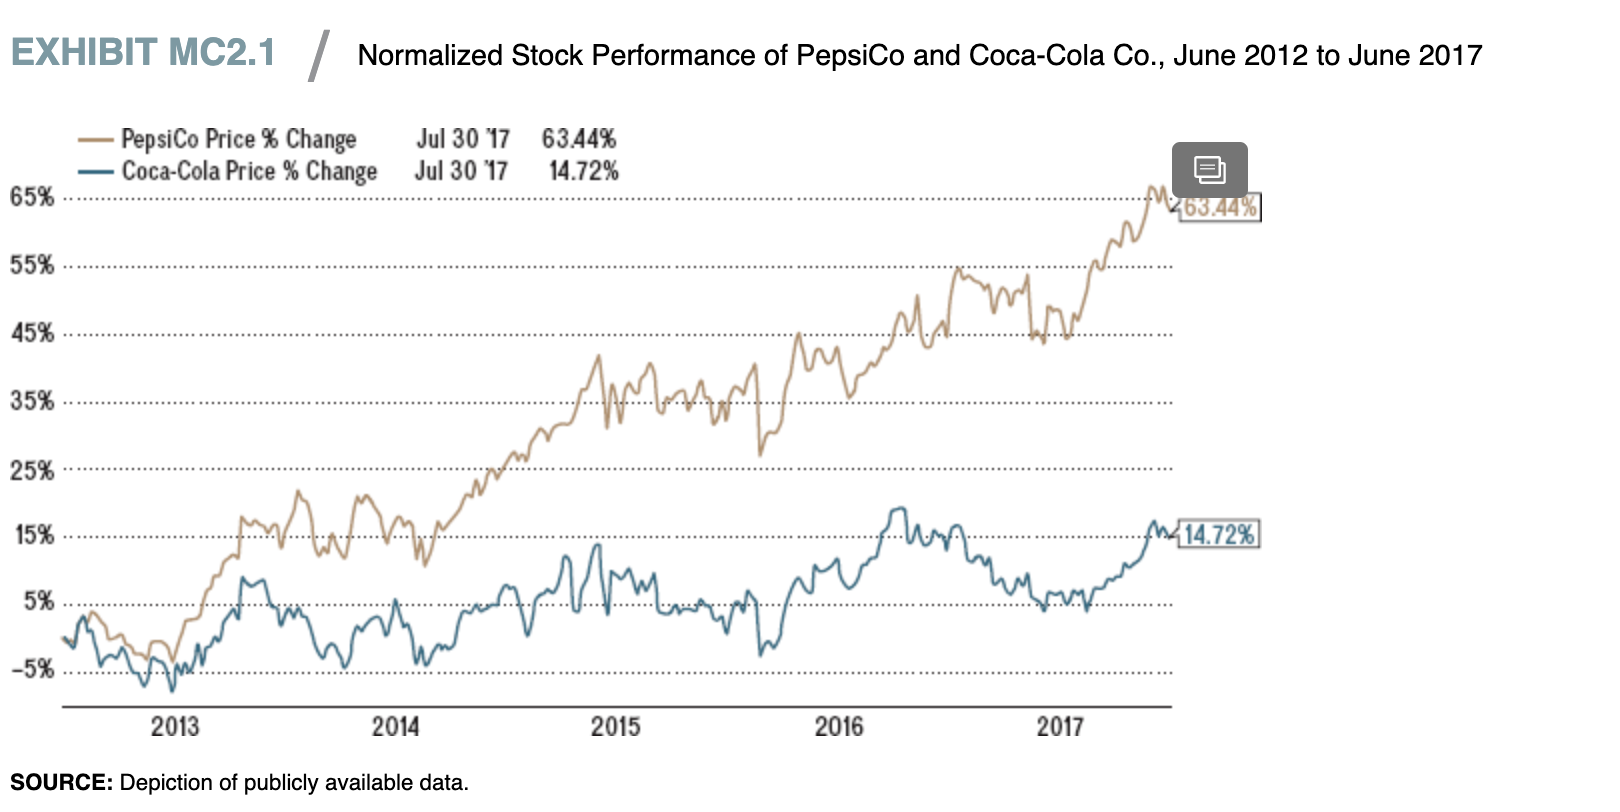 EXHIBIT MC2.1 / Normalized Stock Performance of PepsiCo and Coca-Cola Co., June 2012 to June 2017
PepsiCo Price % Change Jul 30 '17 63.44%
Coca-Cola Price % Change Jul 30 '17 14.72%
65%
63.44%
55%
45%
35%
25%
15%
14.72%
5%
–5%
2013 2014 2015 2016 2017
SOURCE: Depiction of publicly available data.